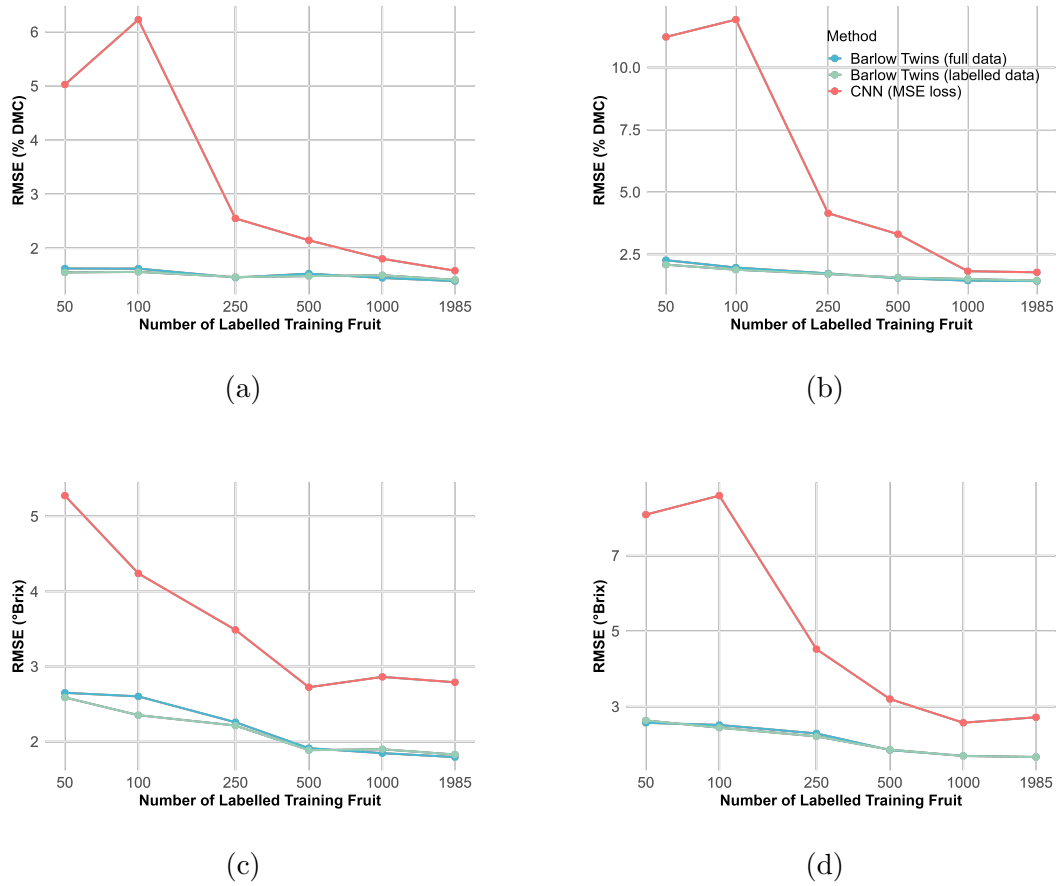 6
5
4
3
2
RMSE (% DMC)
50 100 250 500 1000 1985
Number of Labelled Training Fruit
(a)
10.0
7.5
5.0
2.5
RMSE (% DMC)
Method
Barlow Twins (full data)
Barlow Twins (labelled data)
CNN (MSE loss)
50 100 250 500 1000 1985
Number of Labelled Training Fruit
(b)
5
4
3
2
RMSE (°Brix)
50 100 250 500 1000 1985
Number of Labelled Training Fruit
(c)
7
5
3
RMSE (°Brix)
50 100 250 500 1000 1985
Number of Labelled Training Fruit
(d)